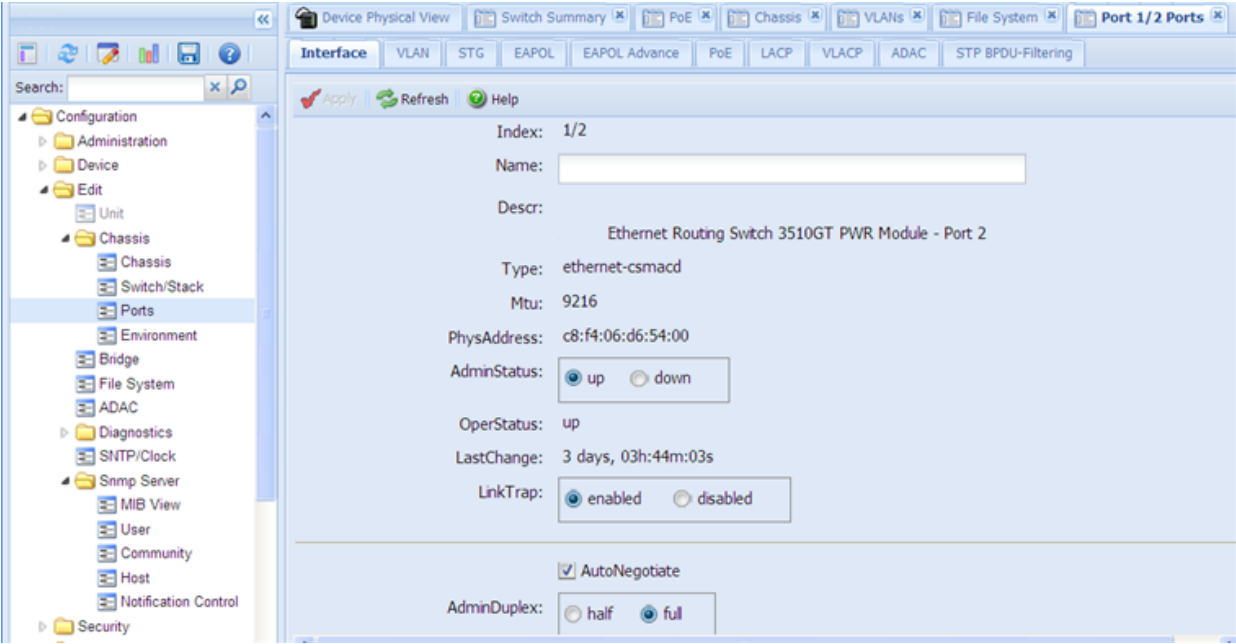 Device Physical View Switch Summary PoE Chassis VLANs File System Port 1/2 Ports
Interface VLAN STG EAPOL EAPOL Advance PoE LACP VLACP ADAC STP BPDU-Filtering
Search:
Configuration
Administration
Device
Edit
Unit
Chassis
Chassis
Switch/Stack
Ports
Environment
Bridge
File System
ADAC
Diagnostics
SNTP/Clock
Snmp Server
MIB View
User
Community
Host
Notification Control
Security
Apply Refresh Help
Index: 1/2
Name:
Descr:
Ethernet Routing Switch 3510GT PWR Module - Port 2
Type: ethernet-csmacd
Mtu: 9216
PhysAddress: c8:f4:06:d6:54:00
AdminStatus: up down
OperStatus: up
LastChange: 3 days, 03h:44m:03s
LinkTrap: enabled disabled
AutoNegotiate
AdminDuplex: half full